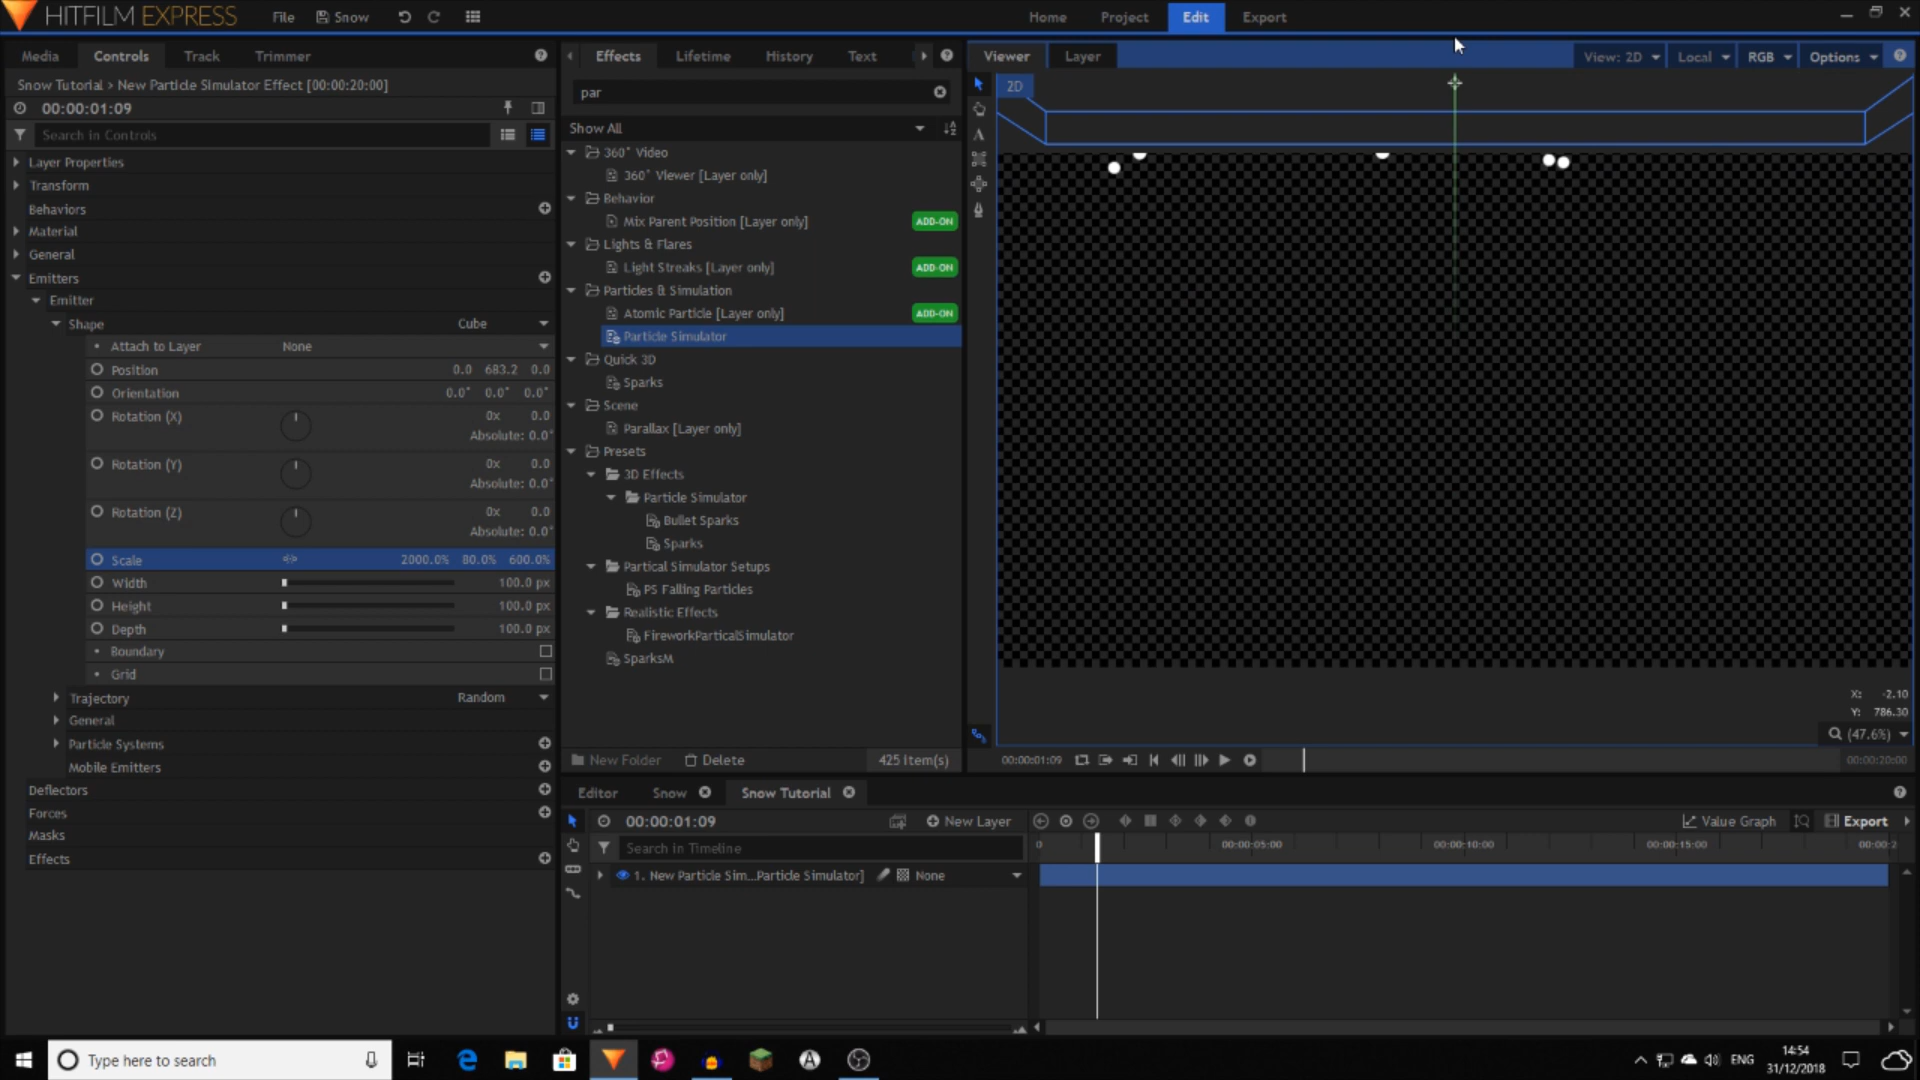 HITFILM EXPRESS
File
Snow
Home
Project
Edit
Export
Media
Controls
Track
Trimmer
Snow Tutorial > New Particle Simulator Effect [00:00:20:00]
00:00:01:09
Search in Controls
Layer Properties
Transform
Behaviors
Material
General
Emitters
Emitter
Shape Cube
Attach to Layer None
Position 0.0 683.2 0.0
Orientation 0.0° 0.0° 0.0°
Rotation (X) 0x 0.0
Absolute: 0.0°
Rotation (Y) 0x 0.0
Absolute: 0.0°
Rotation (Z) 0x 0.0
Absolute: 0.0°
Scale 2000.0% 80.0% 600.0%
Width 100.0 px
Height 100.0 px
Depth 100.0 px
Boundary
Grid
Trajectory Random
General
Particle Systems
Mobile Emitters
Deflectors
Forces
Masks
Effects
Effects
Lifetime
History
Text
par
Show All
360° Video
360° Viewer [Layer only]
Behavior
Mix Parent Position [Layer only] ADD-ON
Lights & Flares
Light Streaks [Layer only] ADD-ON
Particles & Simulation
Atomic Particle [Layer only] ADD-ON
Particle Simulator
Quick 3D
Sparks
Scene
Parallax [Layer only]
Presets
3D Effects
Particle Simulator
Bullet Sparks
Sparks
Partical Simulator Setups
PS Falling Particles
Realistic Effects
FireworkParticalSimulator
SparksM
New Folder
Delete
425 Item(s)
Viewer
Layer
View: 2D
Local
RGB
Options
2D
X: -2.10
Y: 786.30
(47.6%)
00:00:01:09
00:00:20:00
Editor
Snow
Snow Tutorial
00:00:01:09
New Layer
Value Graph
Export
Search in Timeline
0
00:00:05:00
00:00:10:00
00:00:15:00
00:00:2
1. New Particle Sim...Particle Simulator]
None
Type here to search
ENG
14:54
31/12/2018